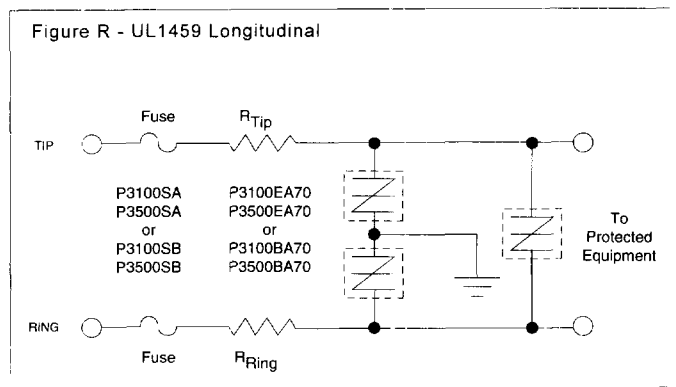 Figure R - UL1459 Longitudinal
Fuse
RTip
TIP
P3100SA
P3500SA
or
P3100SB
P3500SB
P3100EA70
P3500EA70
or
P3100BA70
P3500BA70
To
Protected
Equipment
RING
Fuse
RRing